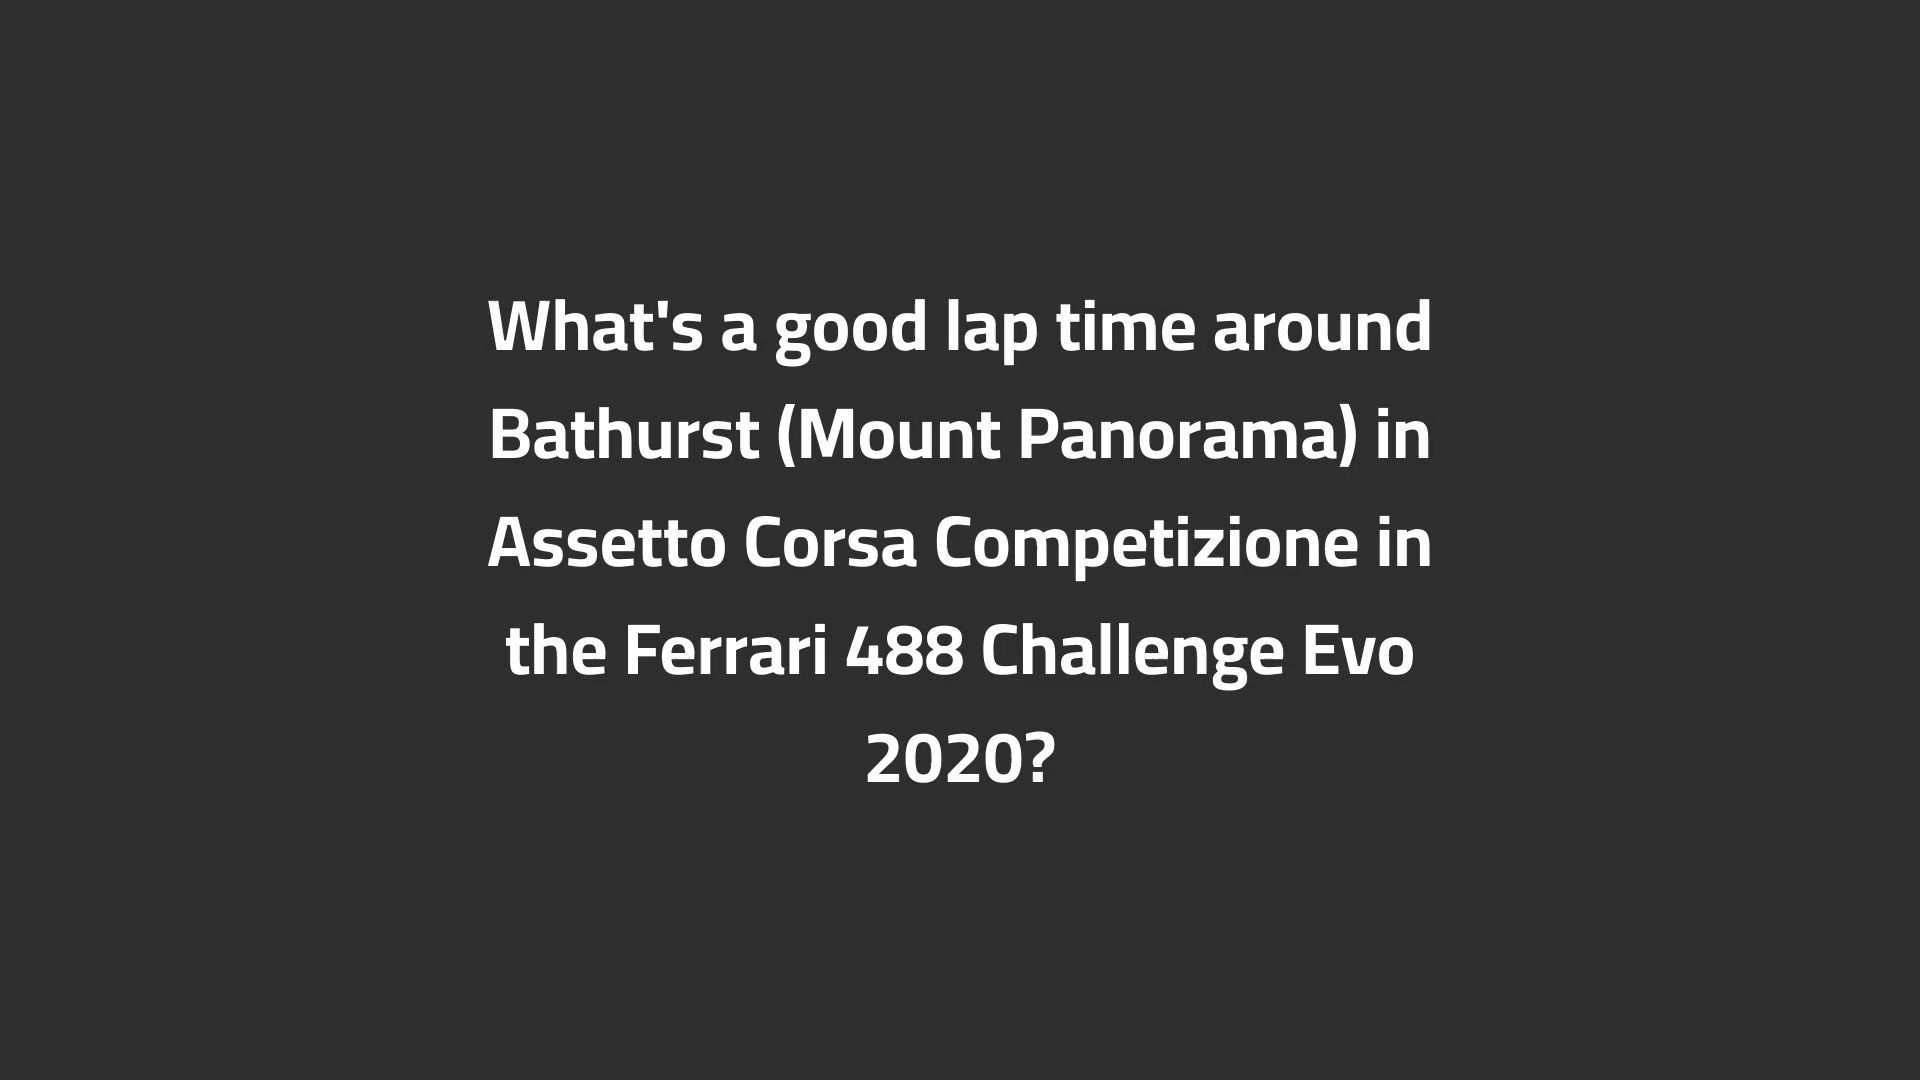 What's a good lap time around
Bathurst (Mount Panorama) in
Assetto Corsa Competizione in
the Ferrari 488 Challenge Evo
2020?